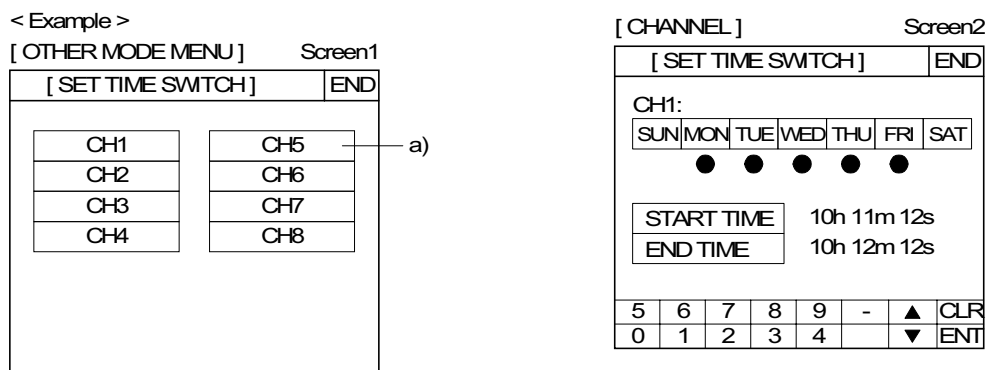 < Example >
[ OTHER MODE MENU ] Screen1
[ SET TIME SWITCH ] END
CH1 CH5 a)
CH2 CH6
CH3 CH7
CH4 CH8
[ CHANNEL ] Screen2
[ SET TIME SWITCH ] END
CH1:
SUN MON TUE WED THU FRI SAT
START TIME 10h 11m 12s
END TIME 10h 12m 12s
5 6 7 8 9 - ▲ CLR
0 1 2 3 4 ▼ ENT